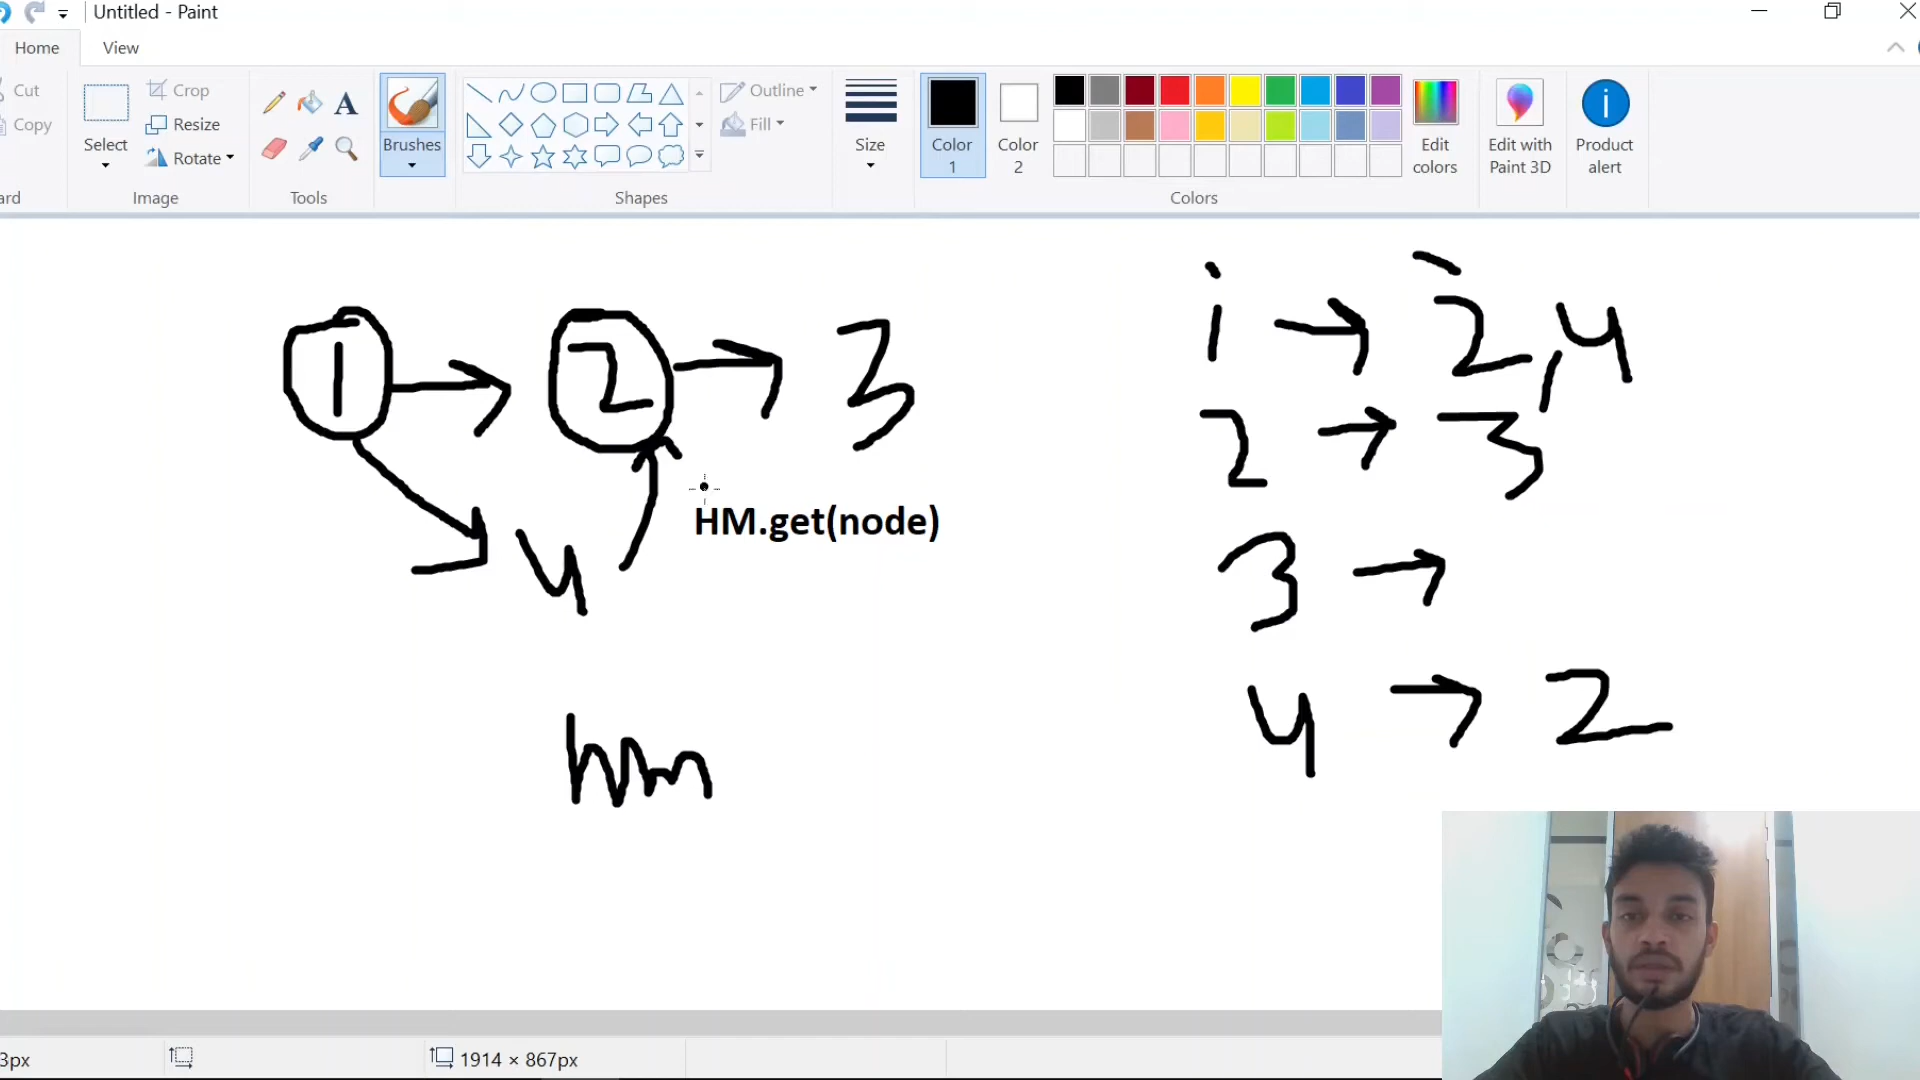 Untitled - Paint
Home View
Cut
Copy
Select
Crop
Resize
Rotate
Image
Tools
Brushes
Shapes
Outline
Fill
Size
Color 1
Color 2
Colors
Edit colors
Edit with Paint 3D
Product alert
1 → 2 → 3
4
HM.get(node)
hm
1 → 2,4
2 → 3
3 →
4 → 2
3px
1914 × 867px